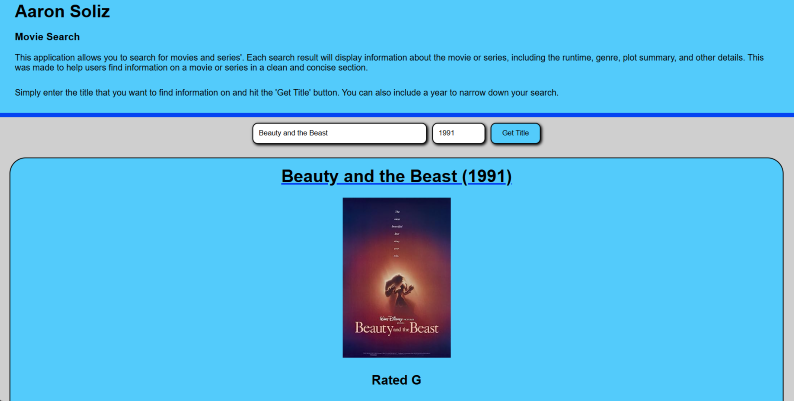 Aaron Soliz
Movie Search
This application allows you to search for movies and series'. Each search result will display information about the movie or series, including the runtime, genre, plot summary, and other details. This
was made to help users find information on a movie or series in a clean and concise section.
Simply enter the title that you want to find information on and hit the 'Get Title' button. You can also include a year to narrow down your search.
Beauty and the Beast 1991 Get Title
Beauty and the Beast (1991)
Walt Disney
Beauty and the Beast
Rated G